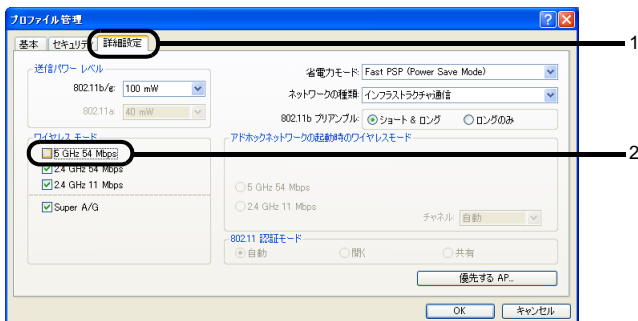 プロファイル管理
基本 セキュリティ 詳細設定
1
送信パワー レベル
802.11b/g: 100 mW
802.11a: 40 mW
省電力モード: Fast PSP (Power Save Mode)
ネットワークの種類: インフラストラクチャ通信
802.11b プリアンブル: ショート & ロング ロングのみ
ワイヤレス モード
5 GHz 54 Mbps
2
2.4 GHz 54 Mbps
2.4 GHz 11 Mbps
Super A/G
アドホックネットワークの起動時のワイヤレスモード
5 GHz 54 Mbps
2.4 GHz 11 Mbps
チャネル: 自動
802.11 認証モード
自動 開く 共有
優先する AP...
OK キャンセル